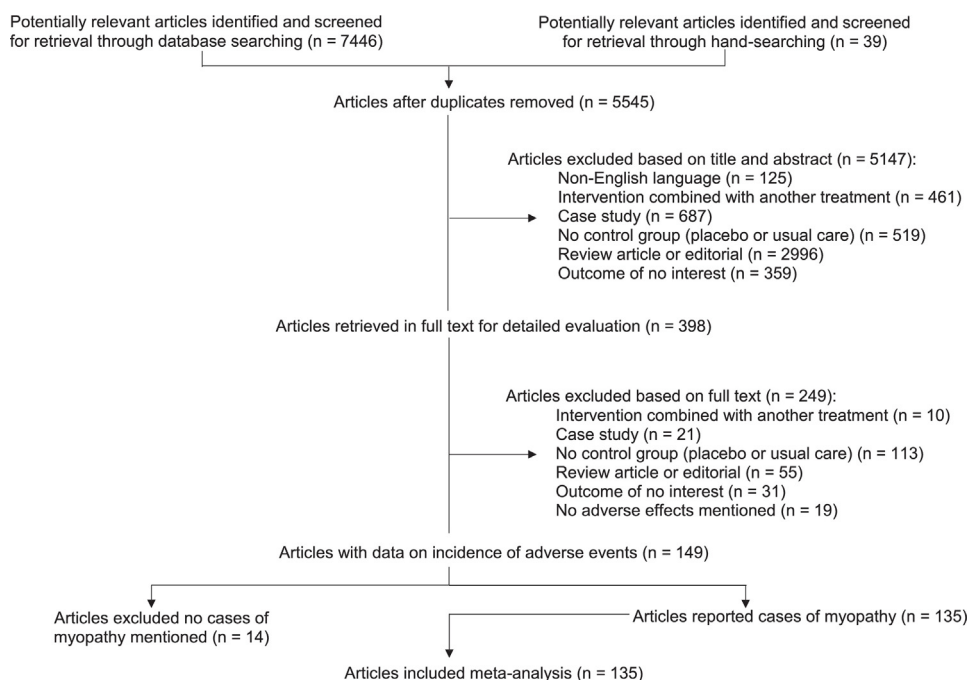 Potentially relevant articles identified and screened
for retrieval through database searching (n = 7446)
Potentially relevant articles identified and screened
for retrieval through hand-searching (n = 39)
Articles after duplicates removed (n = 5545)
Articles excluded based on title and abstract (n = 5147):
Non-English language (n = 125)
Intervention combined with another treatment (n = 461)
Case study (n = 687)
No control group (placebo or usual care) (n = 519)
Review article or editorial (n = 2996)
Outcome of no interest (n = 359)
Articles retrieved in full text for detailed evaluation (n = 398)
Articles excluded based on full text (n = 249):
Intervention combined with another treatment (n = 10)
Case study (n = 21)
No control group (placebo or usual care) (n = 113)
Review article or editorial (n = 55)
Outcome of no interest (n = 31)
No adverse effects mentioned (n = 19)
Articles with data on incidence of adverse events (n = 149)
Articles excluded no cases of
myopathy mentioned (n = 14)
Articles reported cases of myopathy (n = 135)
Articles included meta-analysis (n = 135)